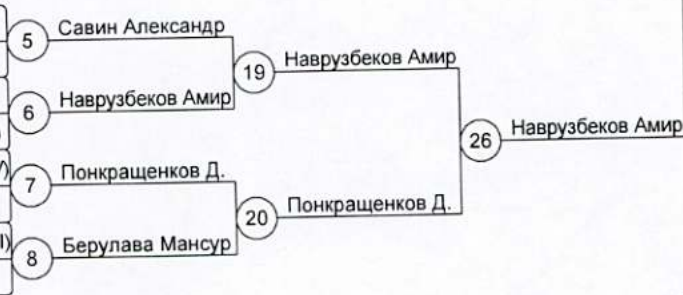 5 Савин Александр
19 Наврузбеков Амир
6 Наврузбеков Амир
26 Наврузбеков Амир
7 Понкращенков Д.
20 Понкращенков Д.
8 Берулава Мансур